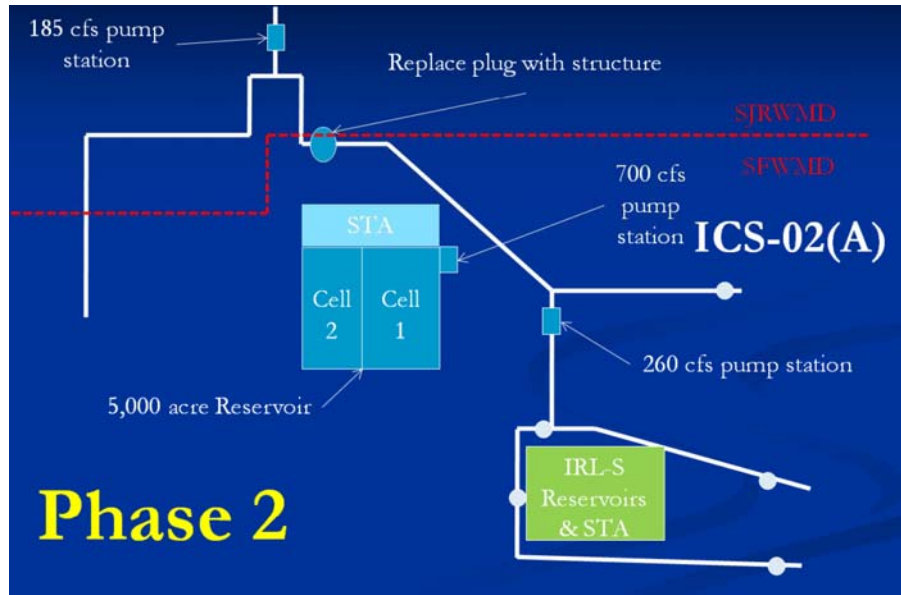 185 cfs pump
station
Replace plug with structure
SJRWMD
SFWMD
700 cfs
pump
station
ICS-02(A)
STA
Cell
2
Cell
1
260 cfs pump station
5,000 acre Reservoir
IRL-S
Reservoirs
& STA
Phase 2